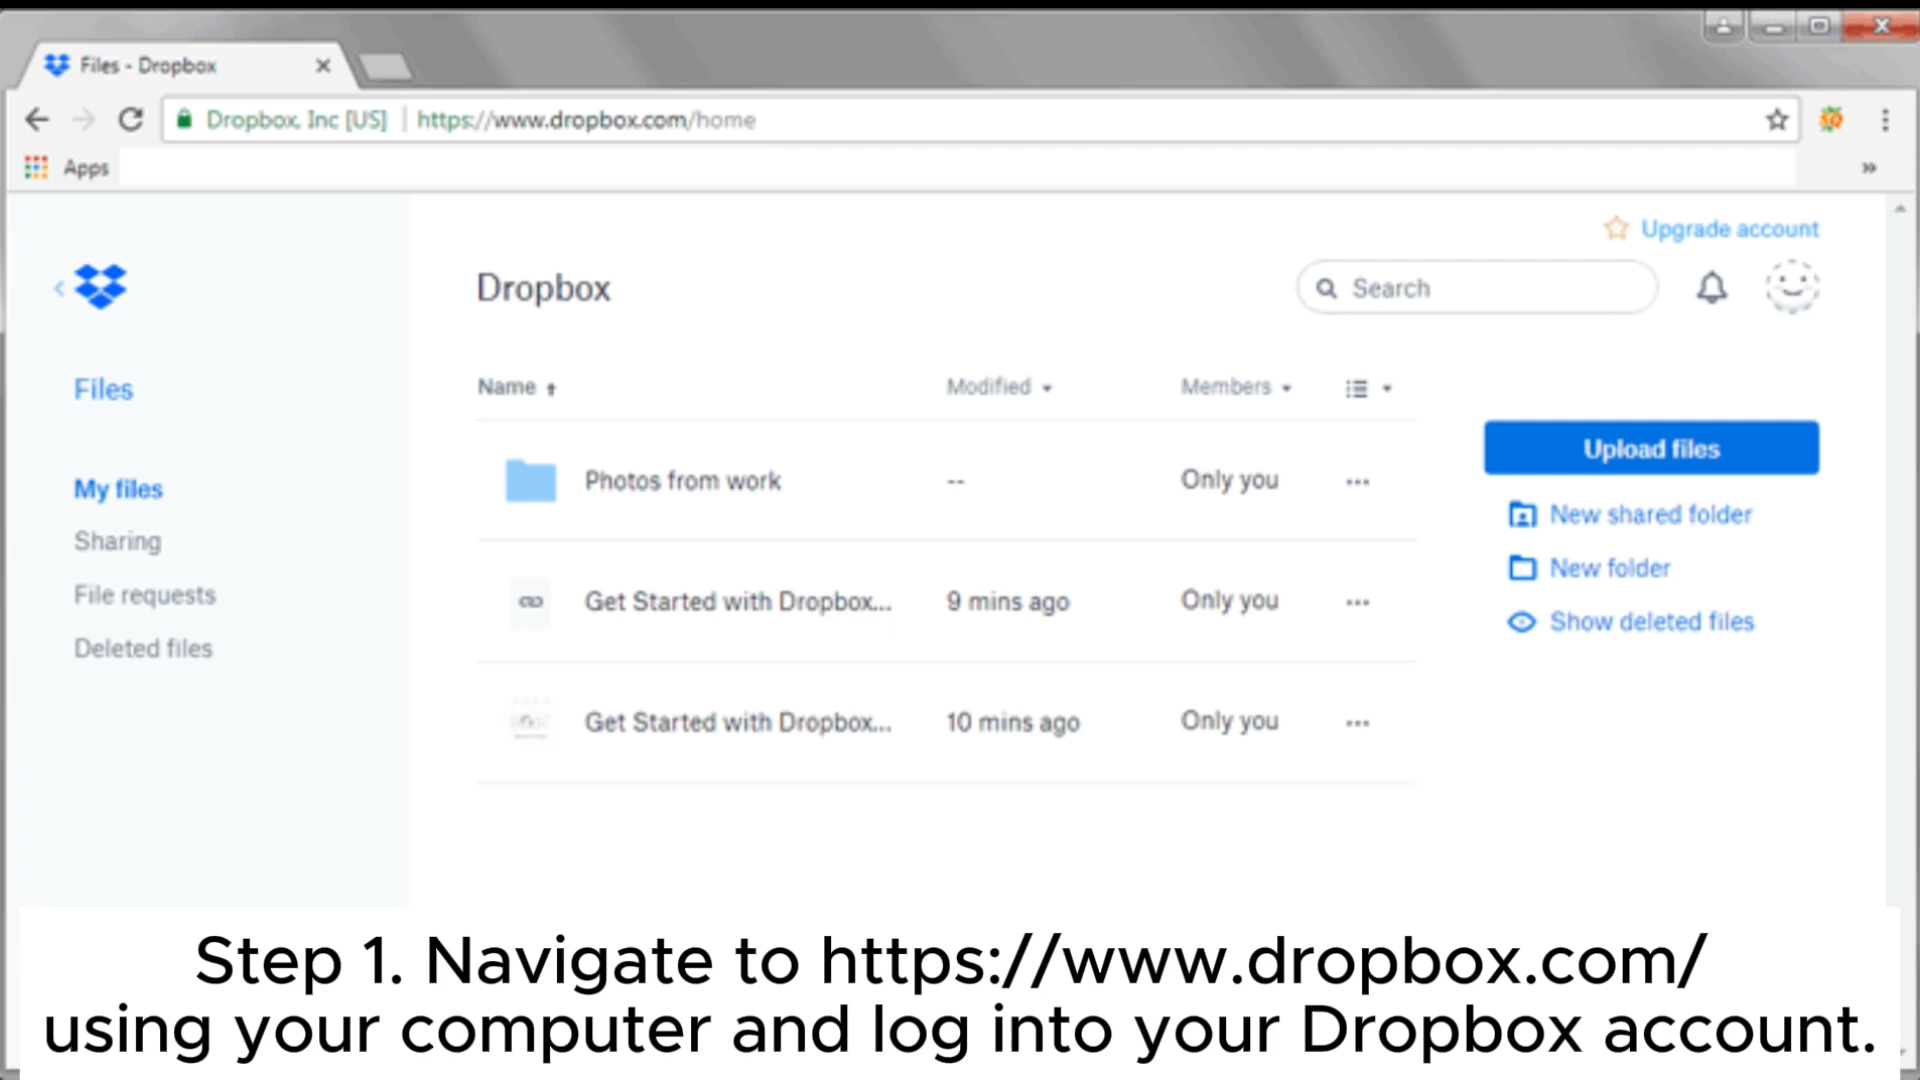 Files - Dropbox
Dropbox, Inc [US] | https://www.dropbox.com/home
Apps
Upgrade account
Dropbox
Search
Files
Name Modified Members
Upload files
Photos from work -- Only you
My files
New shared folder
Sharing
New folder
File requests
Get Started with Dropbox... 9 mins ago Only you
Show deleted files
Deleted files
Get Started with Dropbox... 10 mins ago Only you
Step 1. Navigate to https://www.dropbox.com/
using your computer and log into your Dropbox account.